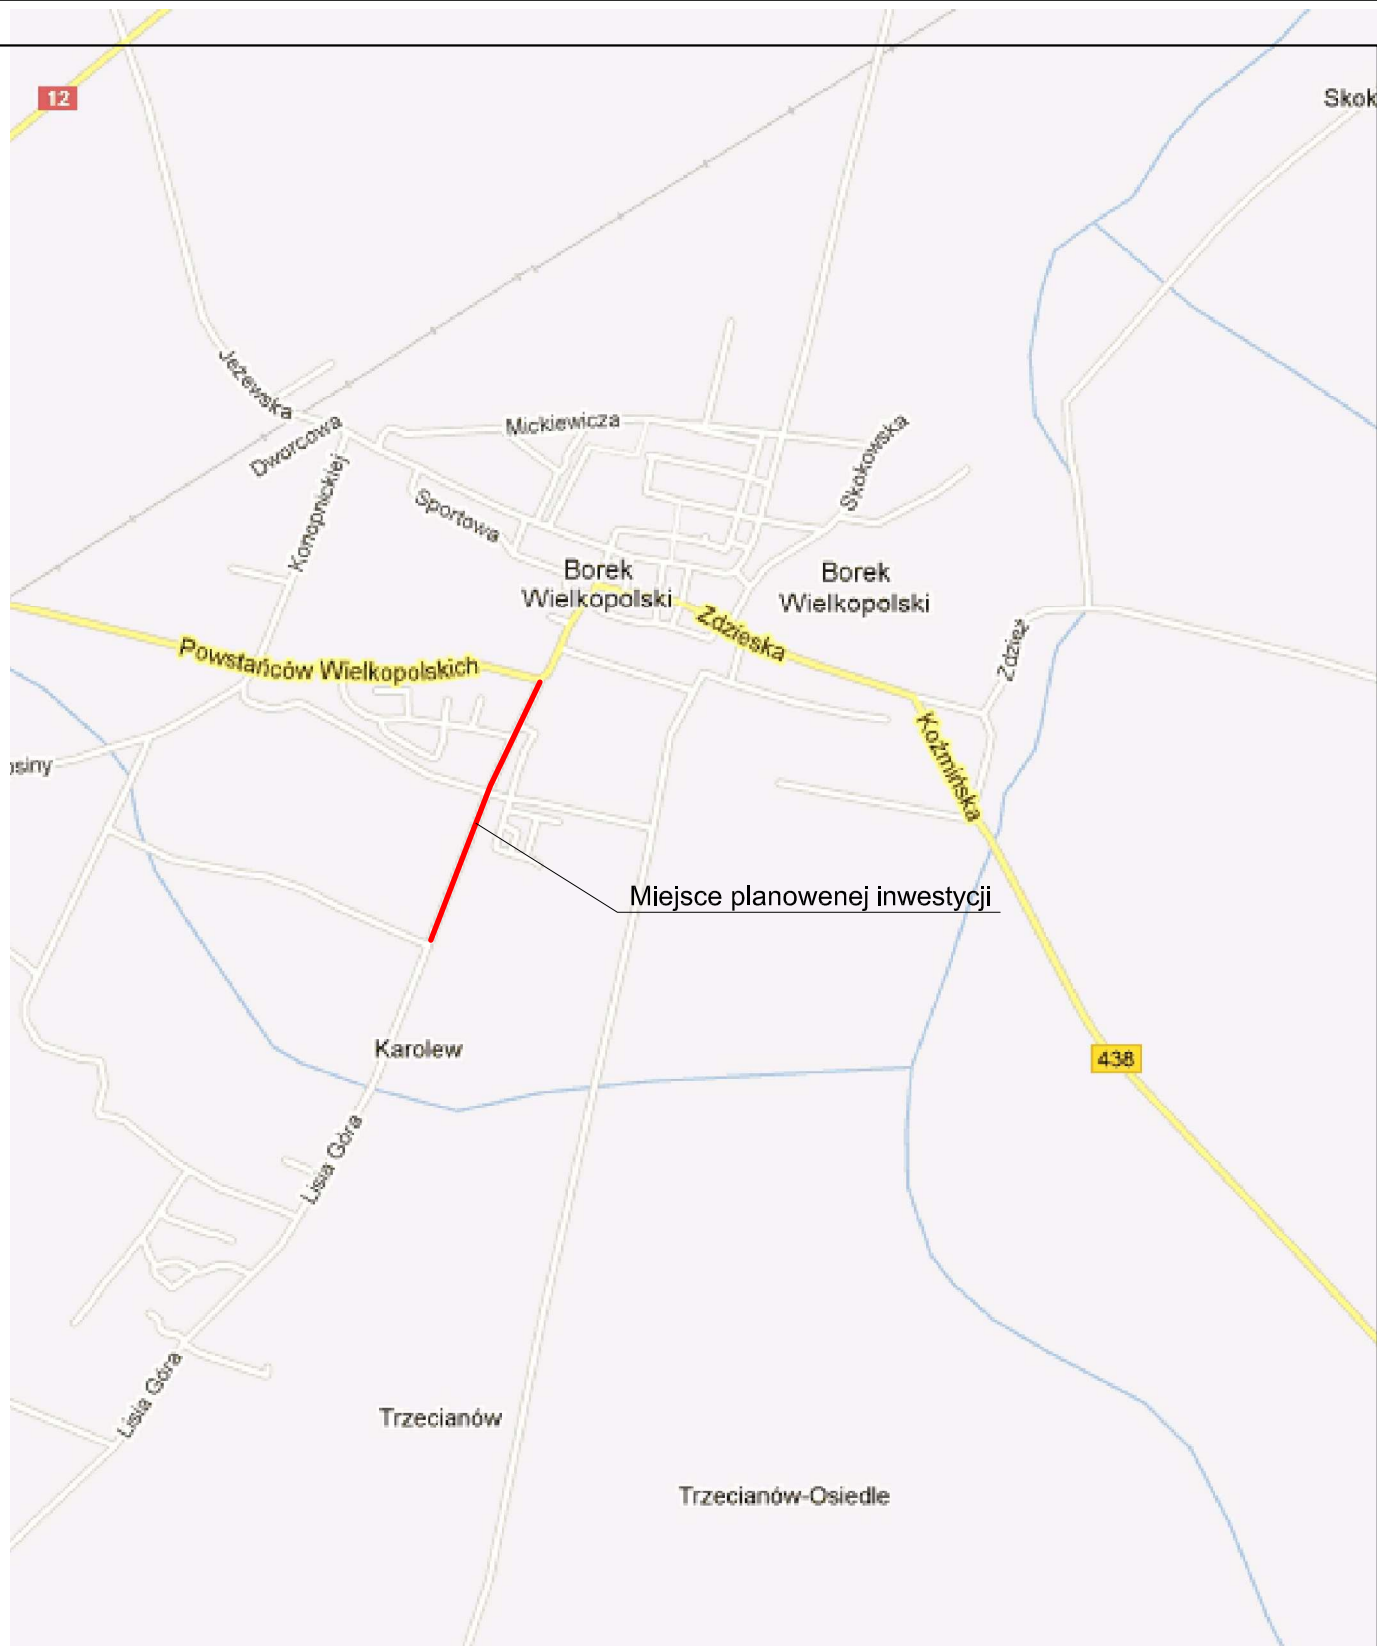 12
Skok
Jeżewska
Dworcowa
Mickiewicza
Skokowska
Konopnickiej
Sportowa
Borek
Wielkopolski
Borek
Wielkopolski
Zdzieska
Zdzież
Powstańców Wielkopolskich
Koźmińska
osiny
Miejsce planowenej inwestycji
Karolew
438
Lisia Góra
Lisia Góra
Trzecianów
Trzecianów-Osiedle